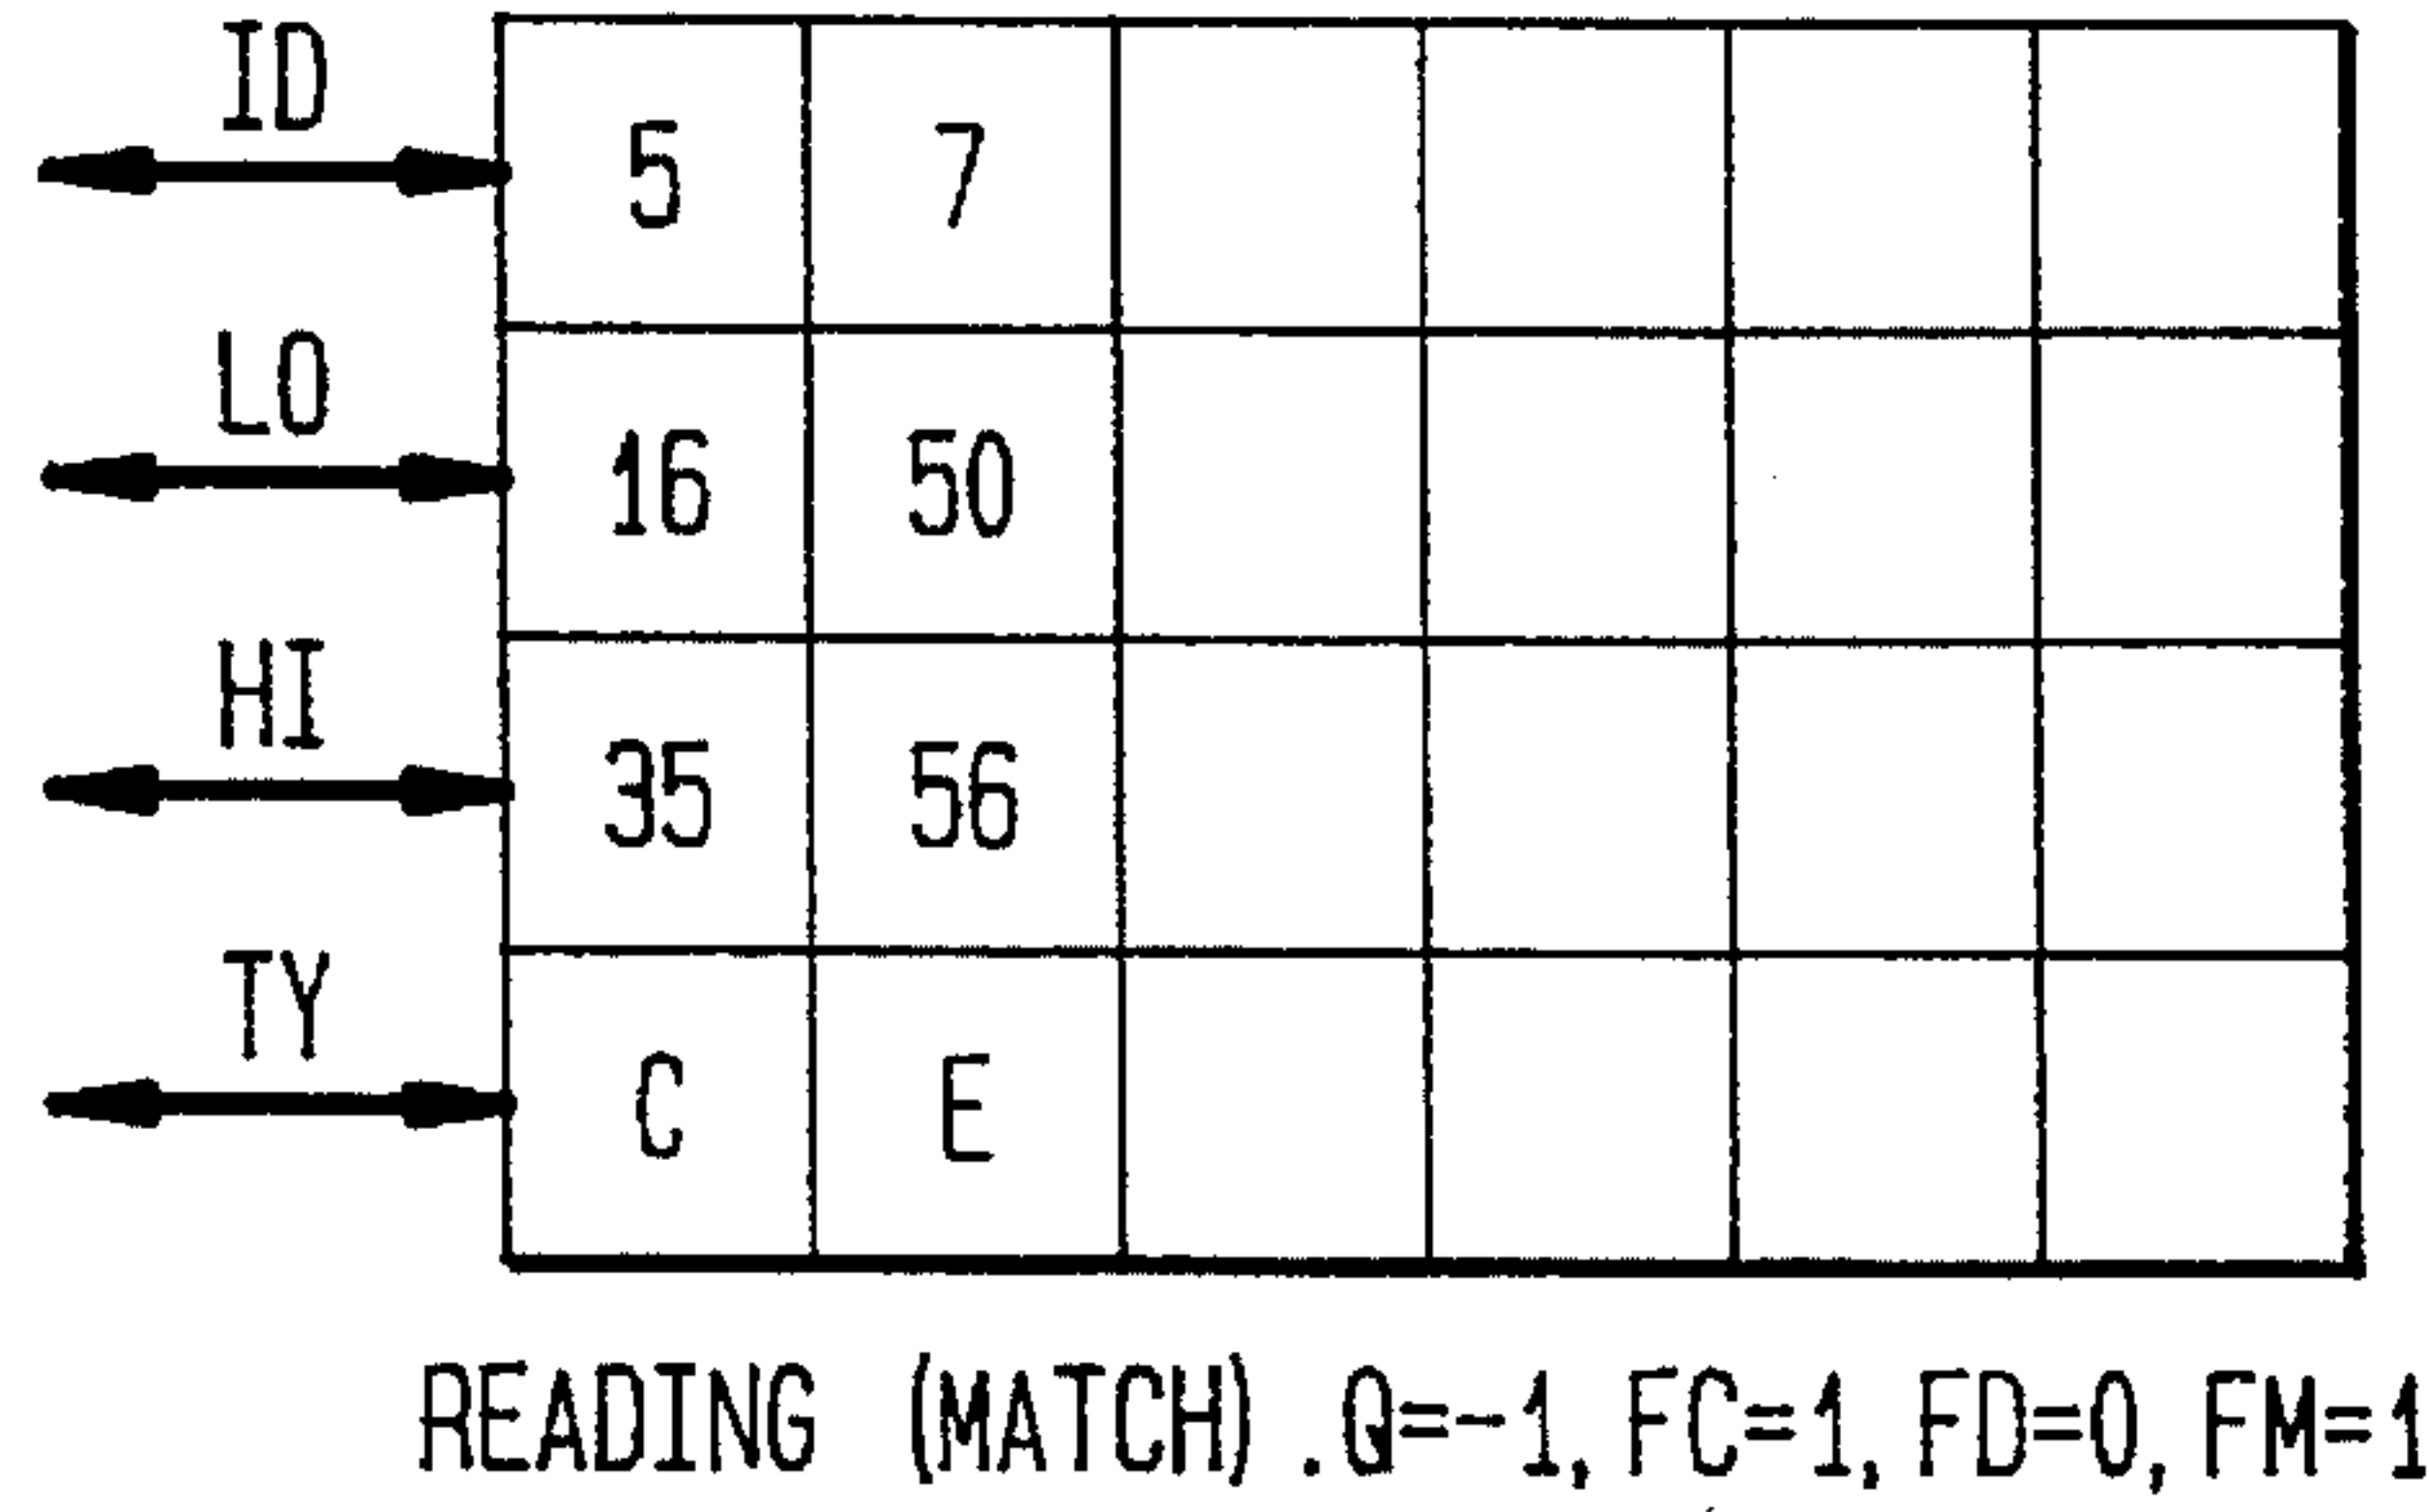 ID 5 7
LO 16 50
HI 35 56
TY C E
READING (MATCH) .Q=-1, FC=1, FD=0, FM=1